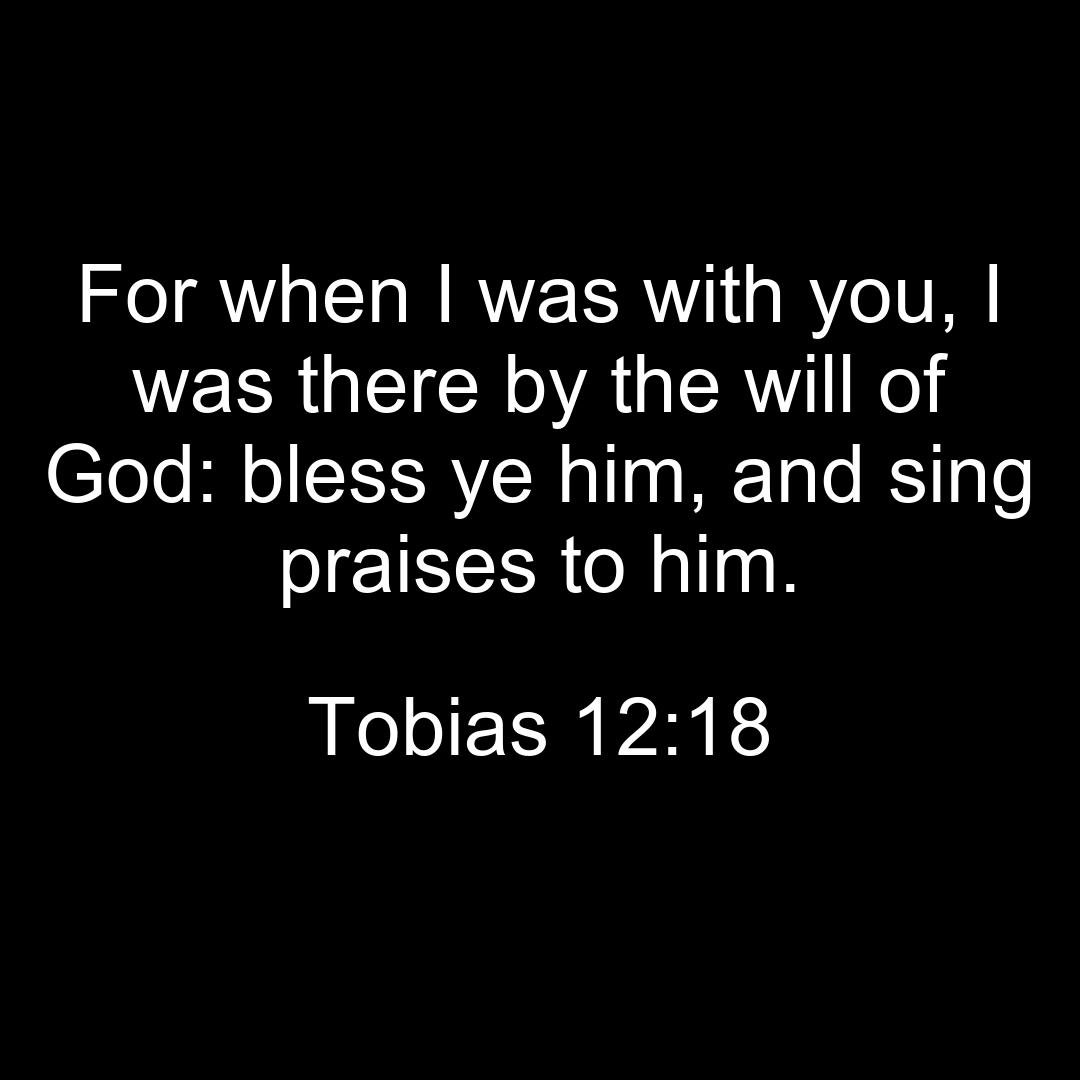 For when I was with you, I
was there by the will of
God: bless ye him, and sing
praises to him.
Tobias 12:18